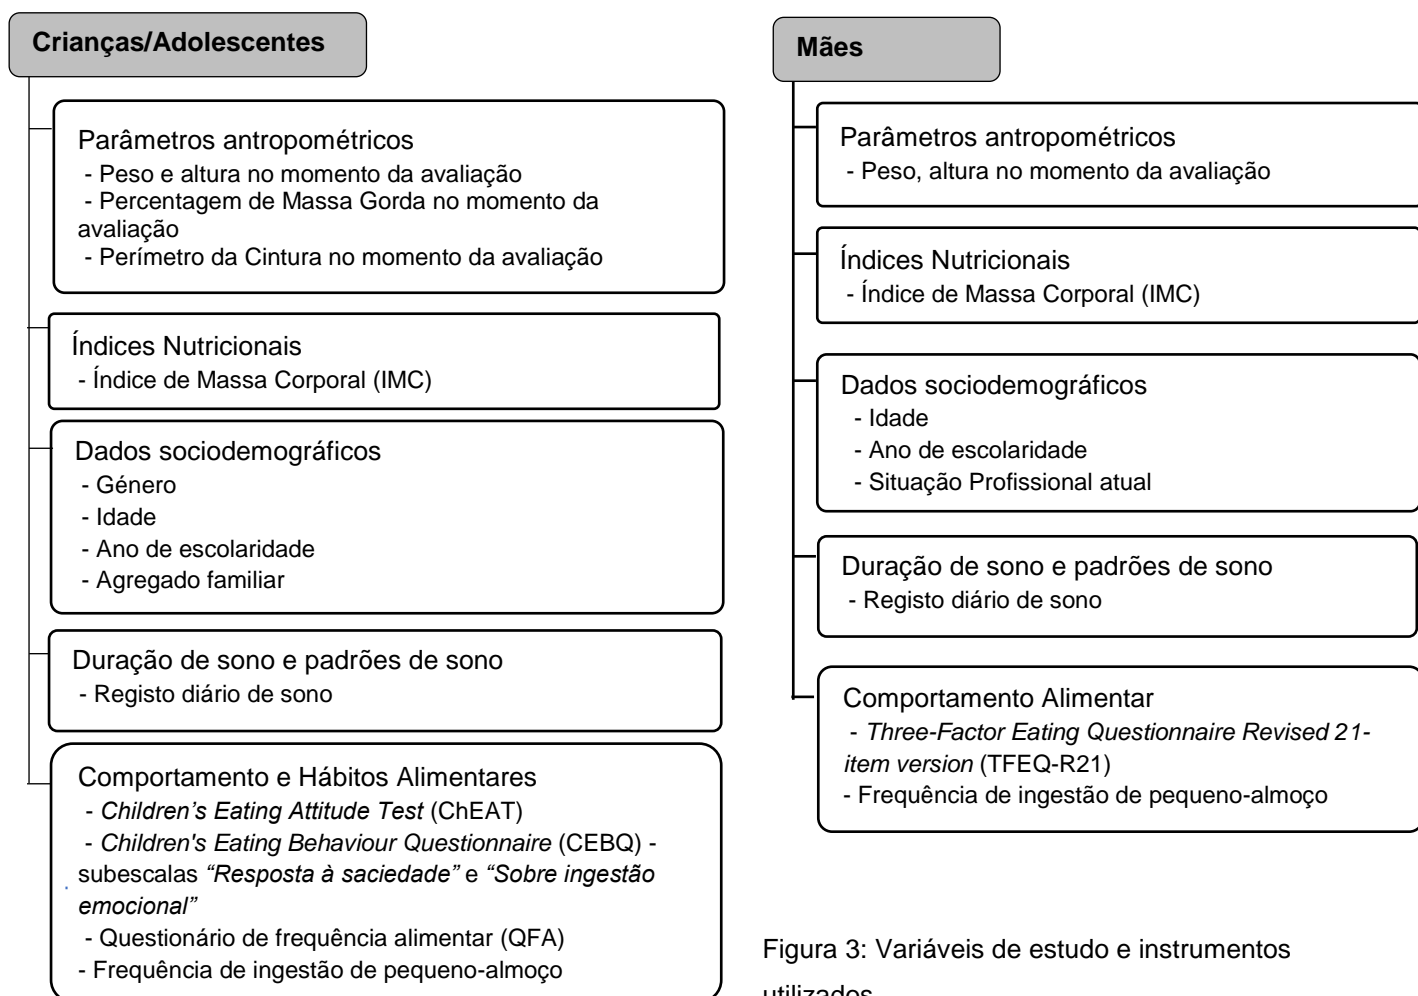 Crianças/Adolescentes
Parâmetros antropométricos
- Peso e altura no momento da avaliação
- Percentagem de Massa Gorda no momento da
avaliação
- Perímetro da Cintura no momento da avaliação
Índices Nutricionais
- Índice de Massa Corporal (IMC)
Dados sociodemográficos
- Género
- Idade
- Ano de escolaridade
- Agregado familiar
Duração de sono e padrões de sono
- Registo diário de sono
Comportamento e Hábitos Alimentares
- Children’s Eating Attitude Test (ChEAT)
- Children's Eating Behaviour Questionnaire (CEBQ) -
subescalas “Resposta à saciedade” e “Sobre ingestão
emocional”
- Questionário de frequência alimentar (QFA)
- Frequência de ingestão de pequeno-almoço
Mães
Parâmetros antropométricos
- Peso, altura no momento da avaliação
Índices Nutricionais
- Índice de Massa Corporal (IMC)
Dados sociodemográficos
- Idade
- Ano de escolaridade
- Situação Profissional atual
Duração de sono e padrões de sono
- Registo diário de sono
Comportamento Alimentar
- Three-Factor Eating Questionnaire Revised 21-
item version (TFEQ-R21)
- Frequência de ingestão de pequeno-almoço
Figura 3: Variáveis de estudo e instrumentos
utilizados